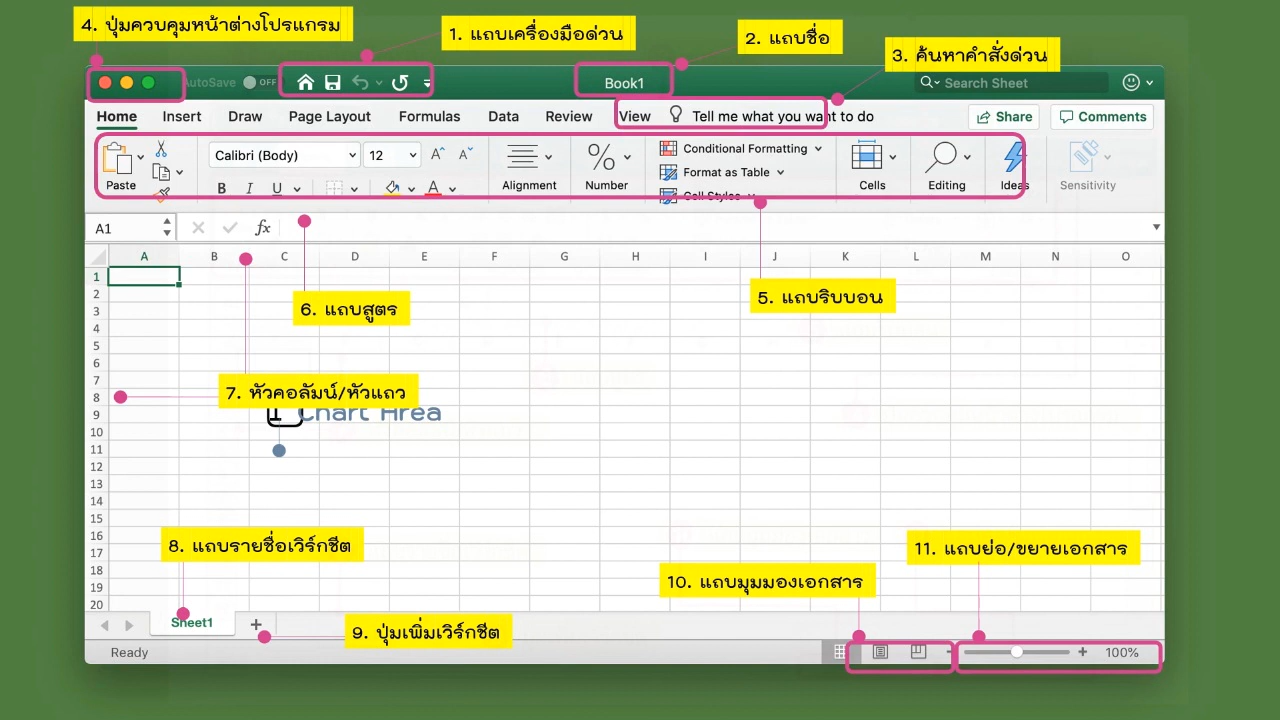 4. ปุ่มควบคุมหน้าต่างโปรแกรม
1. แถบเครื่องมือด่วน
2. แถบชื่อ
3. ค้นหาคำสั่งด่วน
AutoSave OFF
Book1
Search Sheet
Home Insert Draw Page Layout Formulas Data Review View Tell me what you want to do
Share Comments
Calibri (Body) 12
Conditional Formatting
Format as Table
Cell Styles
Paste
B I U A
Alignment
Number
Cells
Editing
Ideas
Sensitivity
A1 fx
A B C D E F G H I J K L M N O
1
2
3
4
5
6
7
8
9
10
11
12
13
14
15
16
17
18
19
20
5. แถบริบบอน
6. แถบสูตร
7. หัวคอลัมน์/หัวแถว
1 Chart Area
8. แถบรายชื่อเวิร์กชีต
11. แถบย่อ/ขยายเอกสาร
10. แถบมุมมองเอกสาร
9. ปุ่มเพิ่มเวิร์กชีต
Sheet1 +
Ready
100%